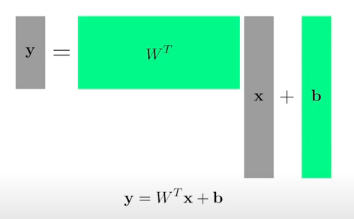 y = W^T x + b
y = W^T x + b